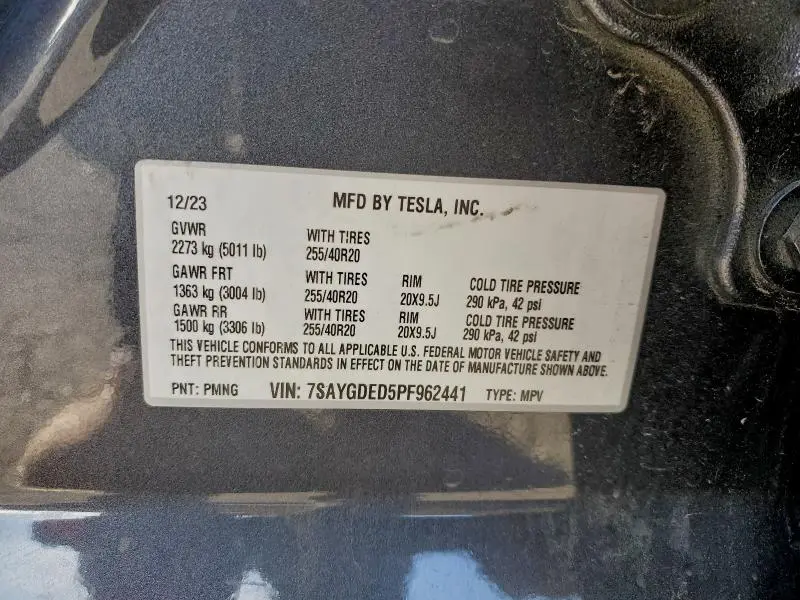 12/23 MFD BY TESLA, INC.
GVWR WITH TIRES
2273 kg (5011 lb) 255/40R20
GAWR FRT WITH TIRES RIM COLD TIRE PRESSURE
1363 kg (3004 lb) 255/40R20 20X9.5J 290 kPa, 42 psi
GAWR RR WITH TIRES RIM COLD TIRE PRESSURE
1500 kg (3306 lb) 255/40R20 20X9.5J 290 kPa, 42 psi
THIS VEHICLE CONFORMS TO ALL APPLICABLE U.S. FEDERAL MOTOR VEHICLE SAFETY AND
THEFT PREVENTION STANDARDS IN EFFECT ON THE DATE OF MANUFACTURE SHOWN ABOVE.
PNT: PMNG VIN: 7SAYGDED5PF962441 TYPE: MPV